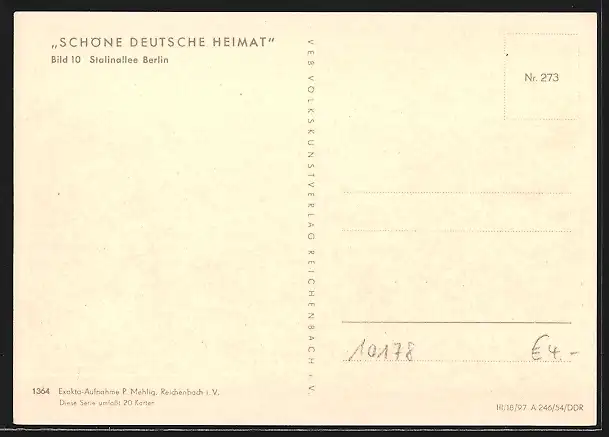 „SCHÖNE DEUTSCHE HEIMAT"
Bild 10 Stalinallee Berlin
VEB VOLKSKUNSTVERLAG REICHENBACH i. V.
Nr. 273
10178
€ 4.-
1364 Exakta-Aufnahme P. Mehlig, Reichenbach i. V.
Diese Serie umfaßt 20 Karten
III/18/97 A 246/54/DDR